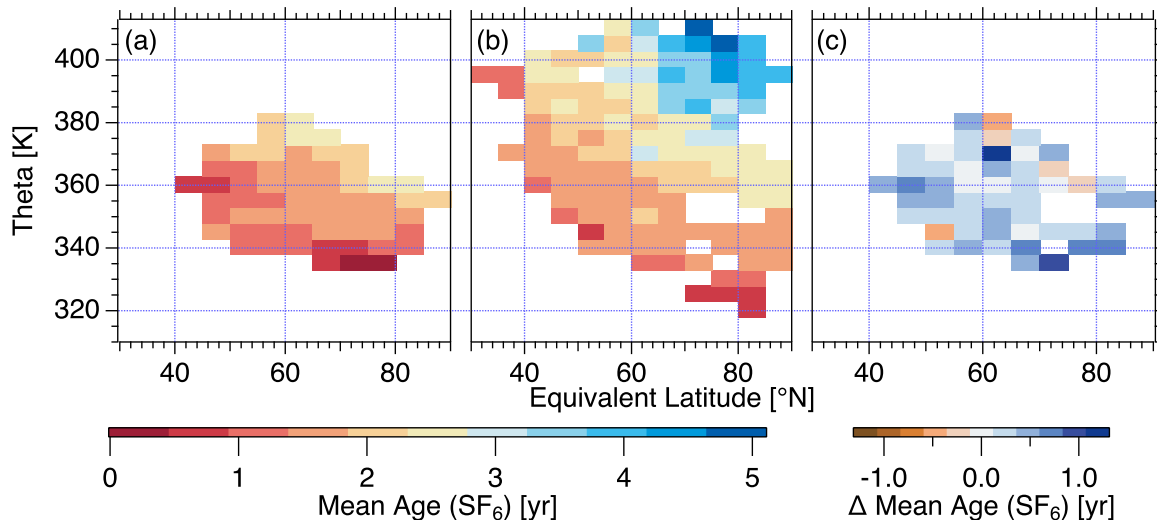 (a) (b) (c)
Theta [K]
400
380
360
340
320
40 60 80 40 60 80 40 60 80
Equivalent Latitude [°N]
0 1 2 3 4 5
Mean Age (SF₆) [yr]
-1.0 0.0 1.0
Δ Mean Age (SF₆) [yr]